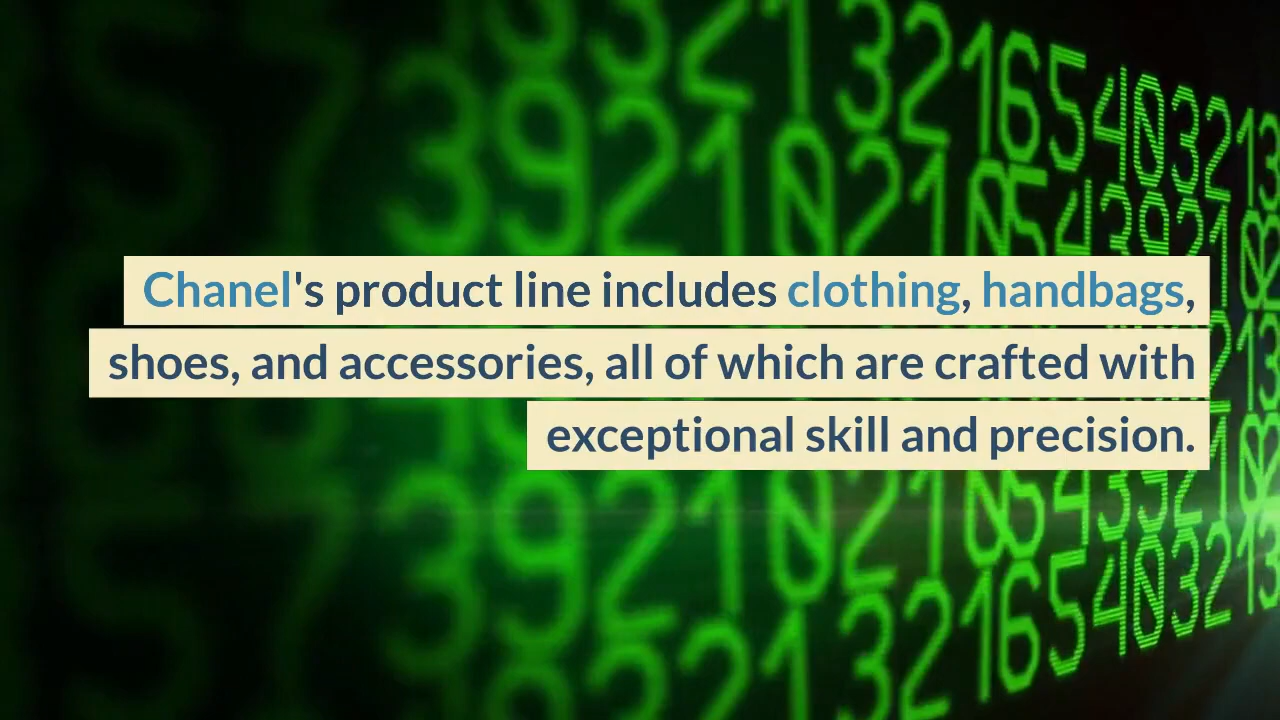 Chanel's product line includes clothing, handbags,
shoes, and accessories, all of which are crafted with
exceptional skill and precision.